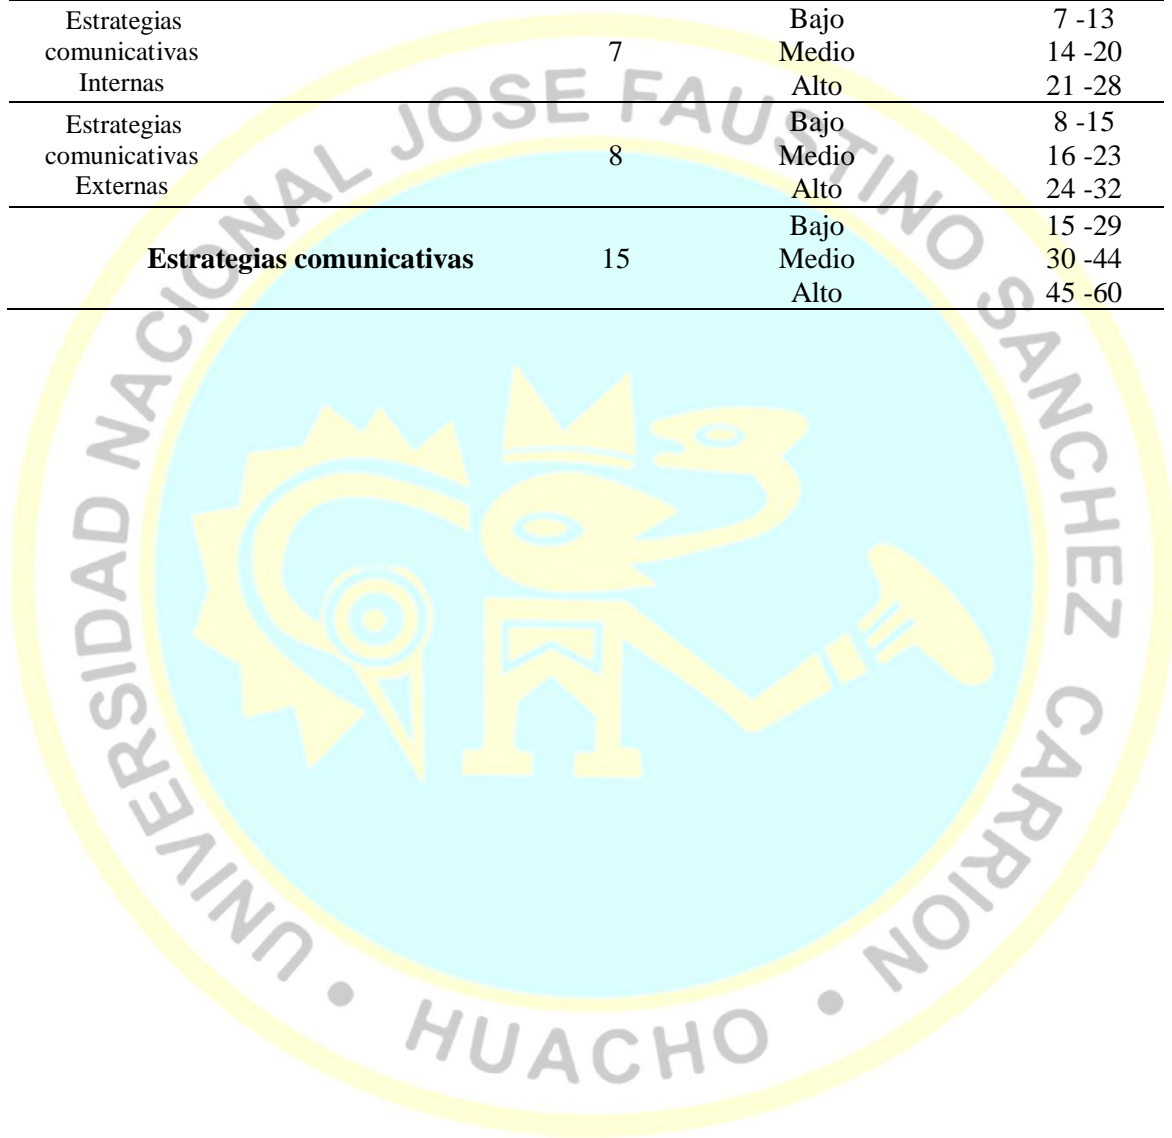 Bajo 7 -13
Estrategias
comunicativas 7 Medio 14 -20
Internas
Alto 21 -28
Bajo 8 -15
Estrategias
comunicativas 8 Medio 16 -23
Externas
Alto 24 -32
Bajo 15 -29
Estrategias comunicativas 15 Medio 30 -44
Alto 45 -60
UNIVERSIDAD NACIONAL JOSE FAUSTINO SANCHEZ CARRION • HUACHO •